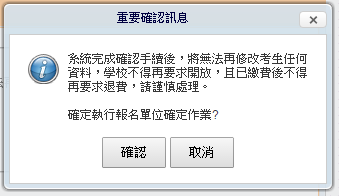 重要確認訊息
系統完成確認手續後，將無法再修改考生任何
資料，學校不得再要求開放，且已繳費後不得
再要求退費，請謹慎處理。
確定執行報名單位確定作業?
確認
取消